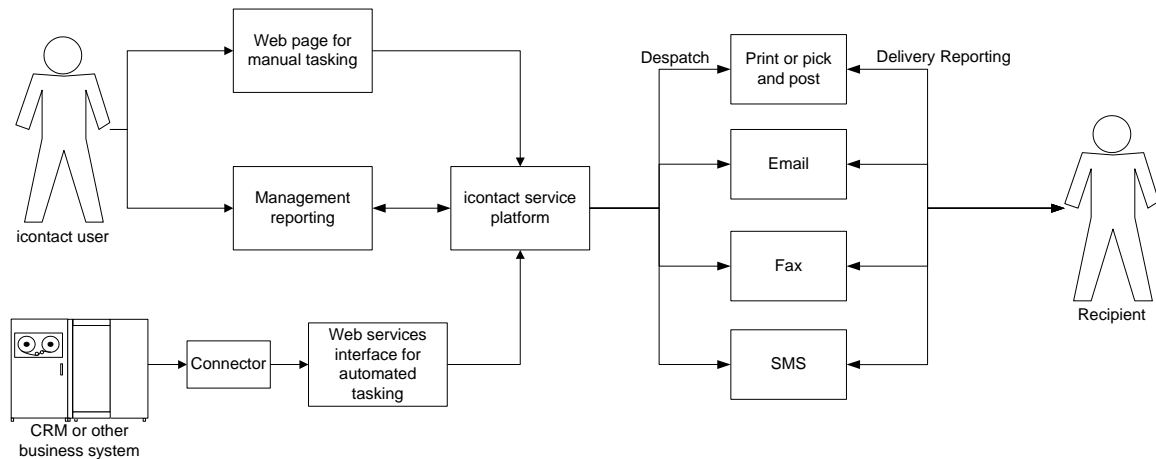 Web page for
manual tasking
Despatch
Print or pick
and post
Delivery Reporting
Email
Management
reporting
icontact service
platform
icontact user
Fax
Recipient
Connector
Web services
interface for
automated
tasking
SMS
CRM or other
business system